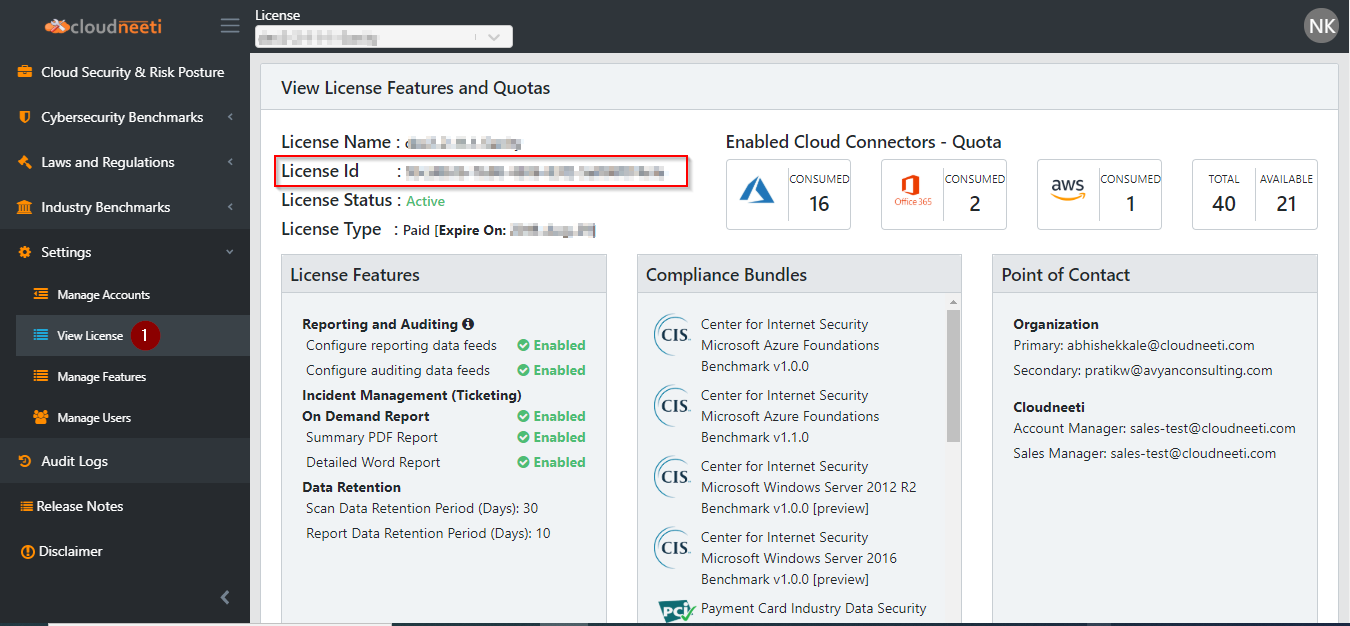 cloudneeti
License
NK
Cloud Security & Risk Posture
Cybersecurity Benchmarks
Laws and Regulations
Industry Benchmarks
Settings
Manage Accounts
View License 1
Manage Features
Manage Users
Audit Logs
Release Notes
Disclaimer
View License Features and Quotas
License Name :
License Id :
License Status : Active
License Type : Paid [Expire On: ]
Enabled Cloud Connectors - Quota
CONSUMED
16
Office 365
CONSUMED
2
aws
CONSUMED
1
TOTAL
40
AVAILABLE
21
License Features
Reporting and Auditing
Configure reporting data feeds Enabled
Configure auditing data feeds Enabled
Incident Management (Ticketing)
On Demand Report Enabled
Summary PDF Report Enabled
Detailed Word Report Enabled
Data Retention
Scan Data Retention Period (Days): 30
Report Data Retention Period (Days): 10
Compliance Bundles
CIS.
Center for Internet Security
Microsoft Azure Foundations
Benchmark v1.0.0
CIS.
Center for Internet Security
Microsoft Azure Foundations
Benchmark v1.1.0
CIS.
Center for Internet Security
Microsoft Windows Server 2012 R2
Benchmark v1.0.0 [preview]
CIS.
Center for Internet Security
Microsoft Windows Server 2016
Benchmark v1.0.0 [preview]
PCI
Payment Card Industry Data Security
Point of Contact
Organization
Primary: abhishekkale@cloudneeti.com
Secondary: pratikw@avyanconsulting.com
Cloudneeti
Account Manager: sales-test@cloudneeti.com
Sales Manager: sales-test@cloudneeti.com